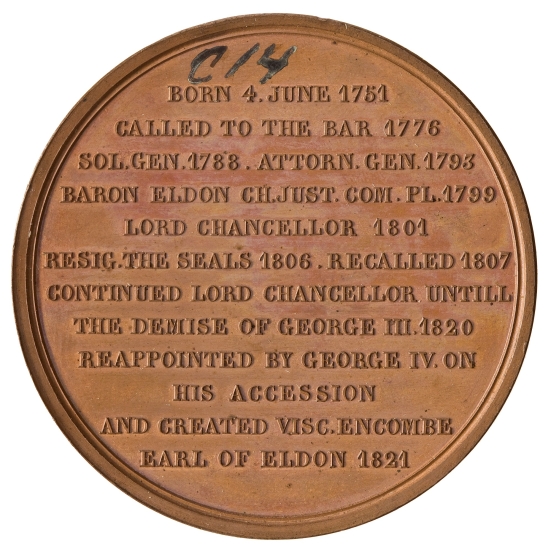 C14
BORN 4. JUNE 1751
CALLED TO THE BAR 1776
SOL. GEN. 1788. ATTORN. GEN. 1793
BARON ELDON CH. JUST. COM. PL. 1799
LORD CHANCELLOR 1801
RESIG. THE SEALS 1806. RECALLED 1807
CONTINUED LORD CHANCELLOR UNTILL
THE DEMISE OF GEORGE III. 1820
REAPPOINTED BY GEORGE IV. ON
HIS ACCESSION
AND CREATED VISC. ENCOMBE
EARL OF ELDON 1821